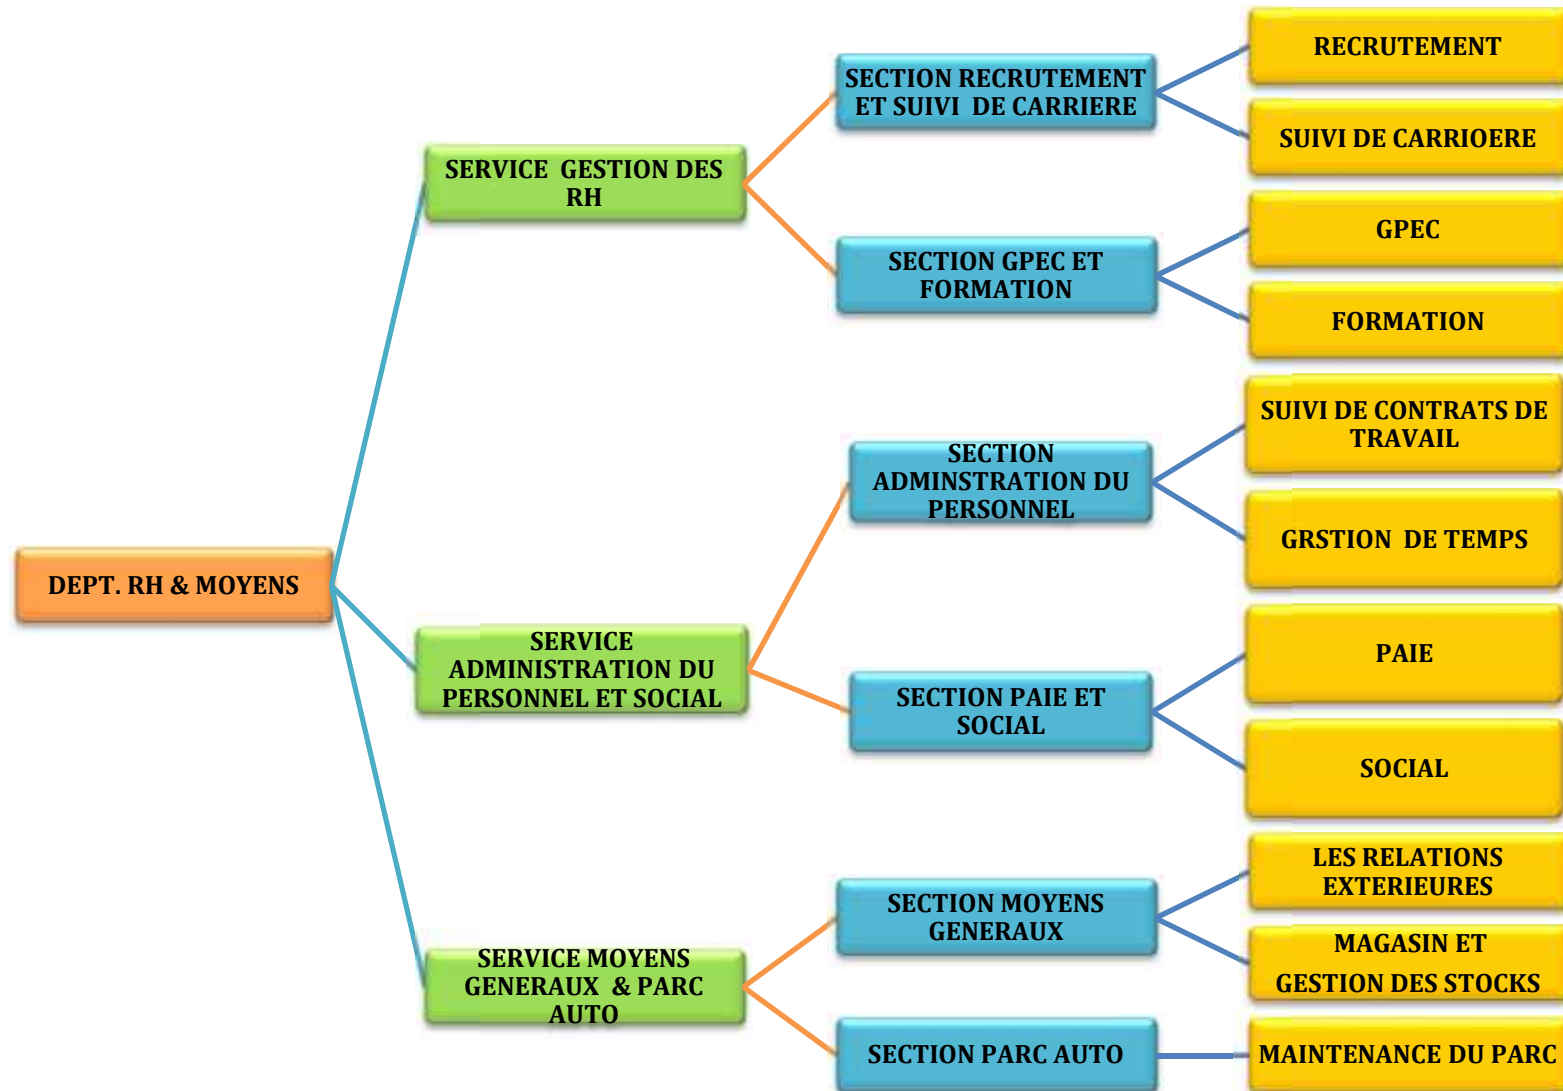 DEPT. RH & MOYENS
SERVICE GESTION DES
RH
SERVICE
ADMINISTRATION DU
PERSONNEL ET SOCIAL
SERVICE MOYENS
GENERAUX & PARC
AUTO
SECTION RECRUTEMENT
ET SUIVI DE CARRIERE
SECTION GPEC ET
FORMATION
SECTION
ADMINSTRATION DU
PERSONNEL
SECTION PAIE ET
SOCIAL
SECTION MOYENS
GENERAUX
SECTION PARC AUTO
RECRUTEMENT
SUIVI DE CARRIOERE
GPEC
FORMATION
SUIVI DE CONTRATS DE
TRAVAIL
GRSTION DE TEMPS
PAIE
SOCIAL
LES RELATIONS
EXTERIEURES
MAGASIN ET
GESTION DES STOCKS
MAINTENANCE DU PARC